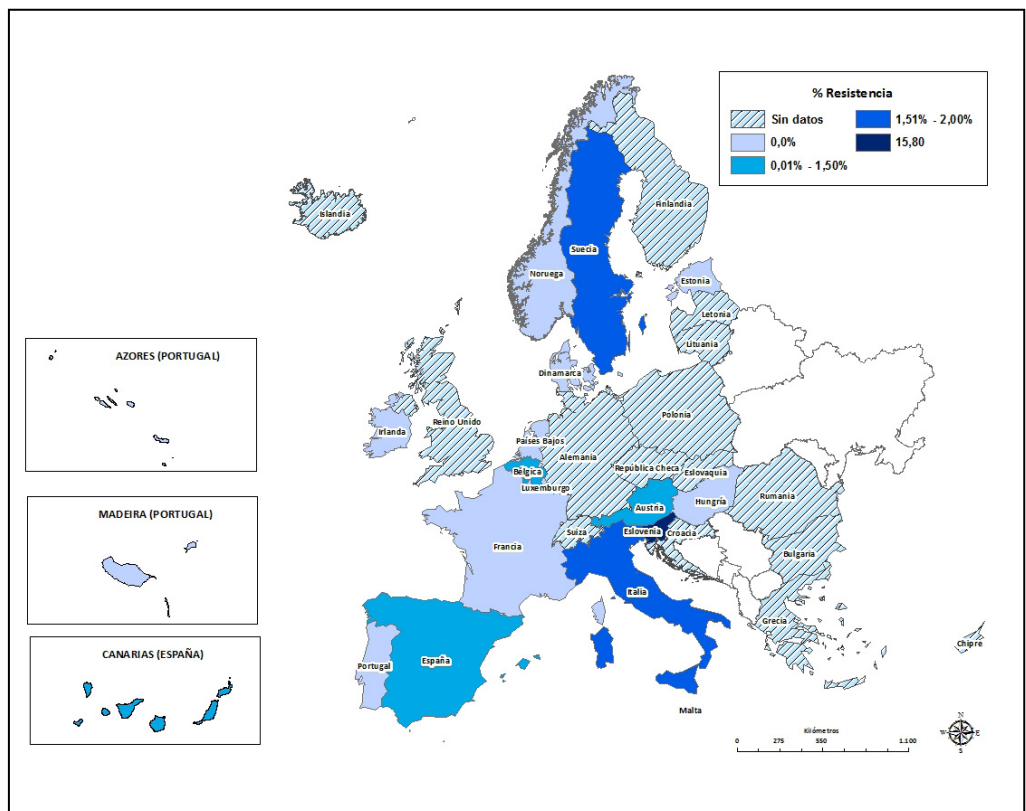 % Resistencia
Sin datos
0,0%
0,01% - 1,50%
1,51% - 2,00%
15,80
Islandia
Finlandia
Suecia
Noruega
Estonia
Letonia
Lituania
Dinamarca
Irlanda
Reino Unido
Países Bajos
Alemania
Polonia
Bélgica
Luxemburgo
República Checa
Eslovaquia
Austria
Hungría
Rumania
Suiza
Eslovenia
Croacia
Francia
Bulgaria
Italia
Grecia
Chipre
Portugal
España
Malta
AZORES (PORTUGAL)
MADEIRA (PORTUGAL)
CANARIAS (ESPAÑA)
Kilómetros
0 275 550 1.100
N
W E
S